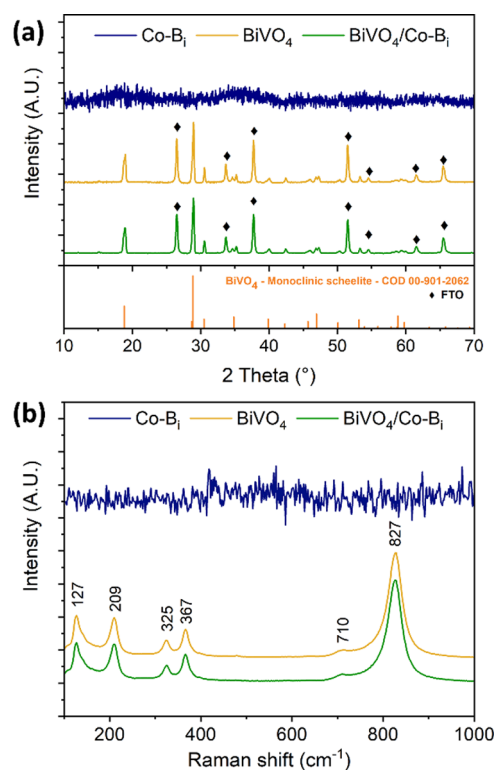 (a)
Co-Bᵢ BiVO₄ BiVO₄/Co-Bᵢ
Intensity (A.U.)
BiVO₄ - Monoclinic scheelite - COD 00-901-2062
♦ FTO
10 20 30 40 50 60 70
2 Theta (°)
(b)
Co-Bᵢ BiVO₄ BiVO₄/Co-Bᵢ
Intensity (A.U.)
127
209
325
367
710
827
200 400 600 800 1000
Raman shift (cm⁻¹)